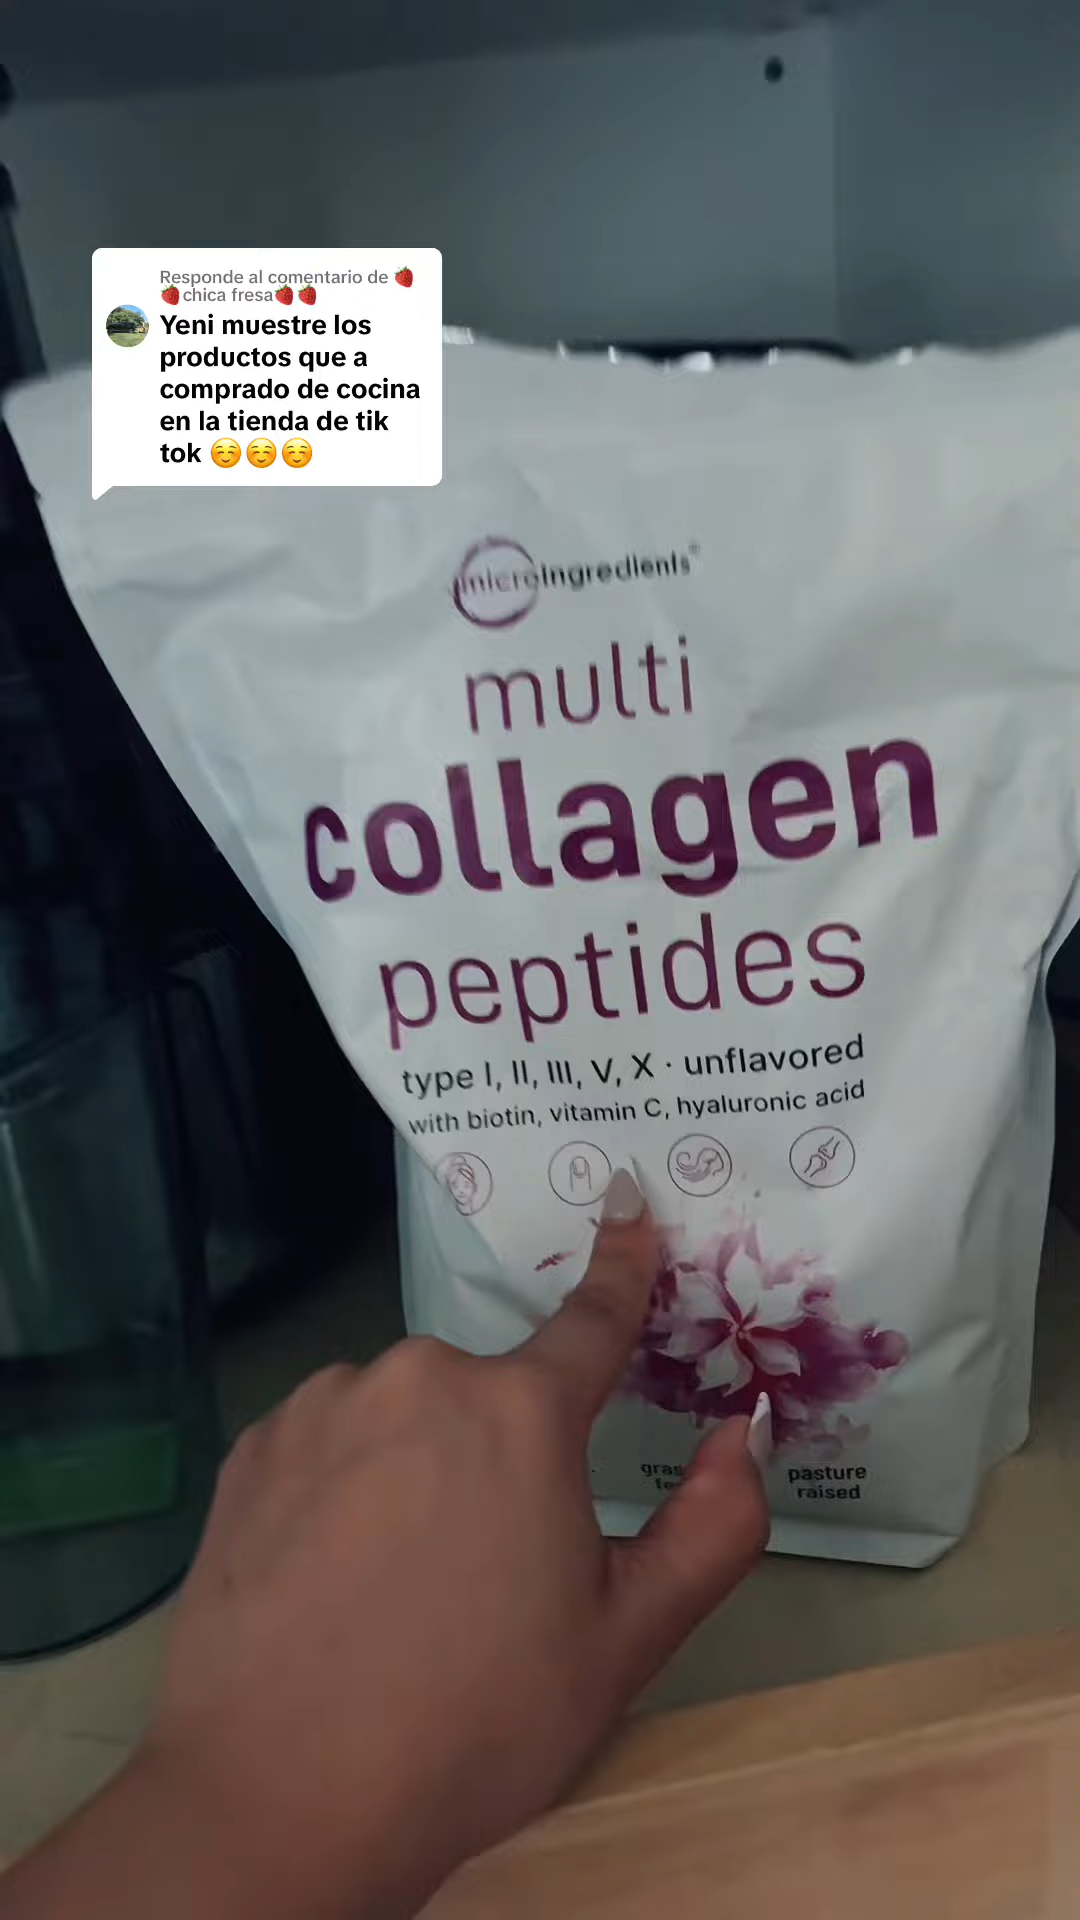 Responde al comentario de 🍓
🍓chica fresa🍓🍓
Yeni muestre los
productos que a
comprado de cocina
en la tienda de tik
tok ☺️☺️☺️
microingredients®
multi
collagen
peptides
type I, II, III, V, X · unflavored
with biotin, vitamin C, hyaluronic acid
pasture
raised